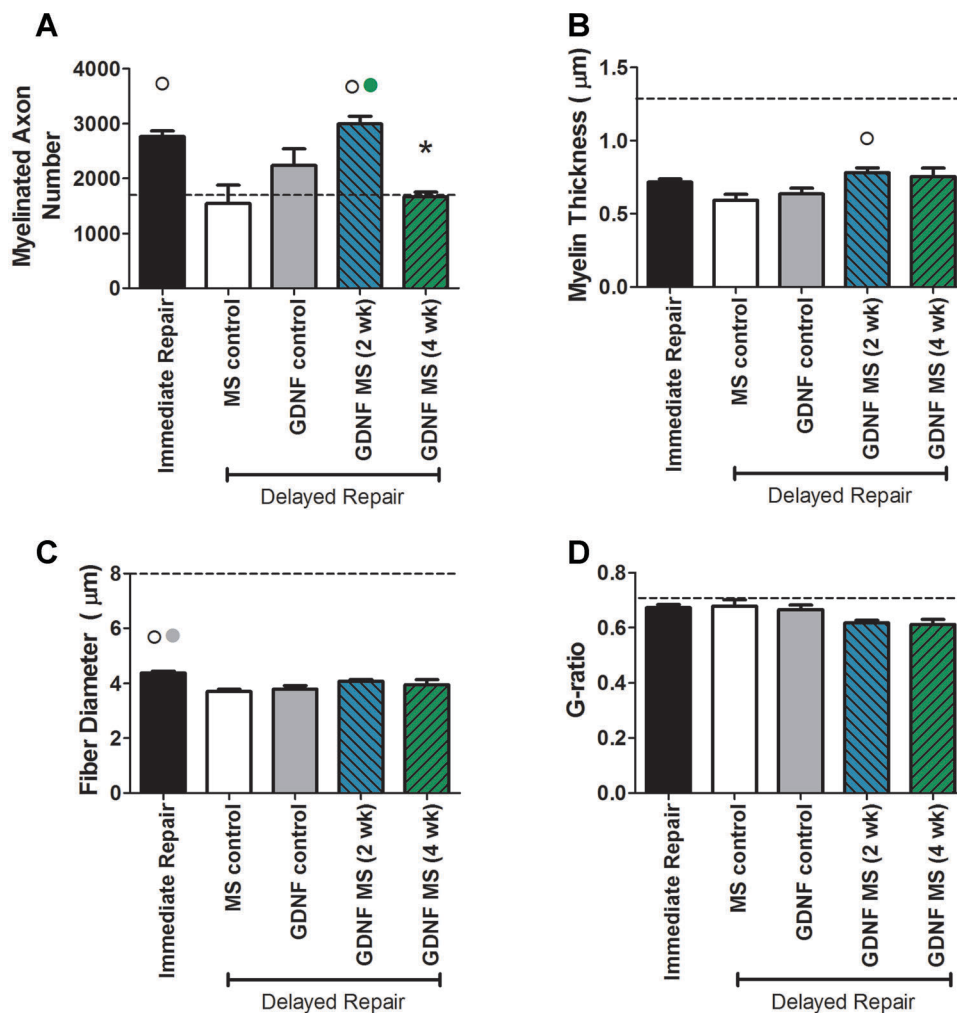 A
Myelinated Axon
Number
4000
3000
2000
1000
0
*
Immediate Repair
MS control
GDNF control
GDNF MS (2 wk)
GDNF MS (4 wk)
Delayed Repair
B
Myelin Thickness ( μm)
1.5
1.0
0.5
0.0
Immediate Repair
MS control
GDNF control
GDNF MS (2 wk)
GDNF MS (4 wk)
Delayed Repair
C
Fiber Diameter ( μm)
8
6
4
2
0
Immediate Repair
MS control
GDNF control
GDNF MS (2 wk)
GDNF MS (4 wk)
Delayed Repair
D
G-ratio
0.8
0.6
0.4
0.2
0.0
Immediate Repair
MS control
GDNF control
GDNF MS (2 wk)
GDNF MS (4 wk)
Delayed Repair